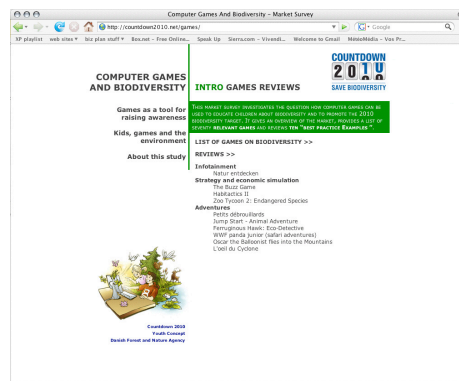 Computer Games And Biodiversity – Market Survey
http://countdown2010.net/games/
Google
XP playlist web sites biz plan stuff Bos.net – Free Online... Speak Up Sierra.com – Vivendi... Welcome to Gmail MémoMédia – Vos Pr...
COMPUTER GAMES
AND BIODIVERSITY
Games as a tool for
raising awareness
Kids, games and the
environment
About this study
Countdown 2010
Youth Concept
Danish Forest and Nature Agency
COUNTDOWN
2010
SAVE BIODIVERSITY
INTRO GAMES REVIEWS
This market survey investigates the question how computer games can be
used to educate children about biodiversity and to promote the 2010
biodiversity target. It gives an overview of the market, provides a list of
seventy relevant games and reviews ten "best practice Examples ".
LIST OF GAMES ON BIODIVERSITY >>
REVIEWS >>
Infotainment
Natur entdecken
Strategy and economic simulation
The Buzz Game
Habitactics II
Zoo Tycoon 2: Endangered Species
Adventures
Petits débrouillards
Jump Start - Animal Adventure
Ferruginous Hawk: Eco-Detective
WWF panda junior (safari adventures)
Oscar the Balloonist flies into the Mountains
L'oeil du Cyclone